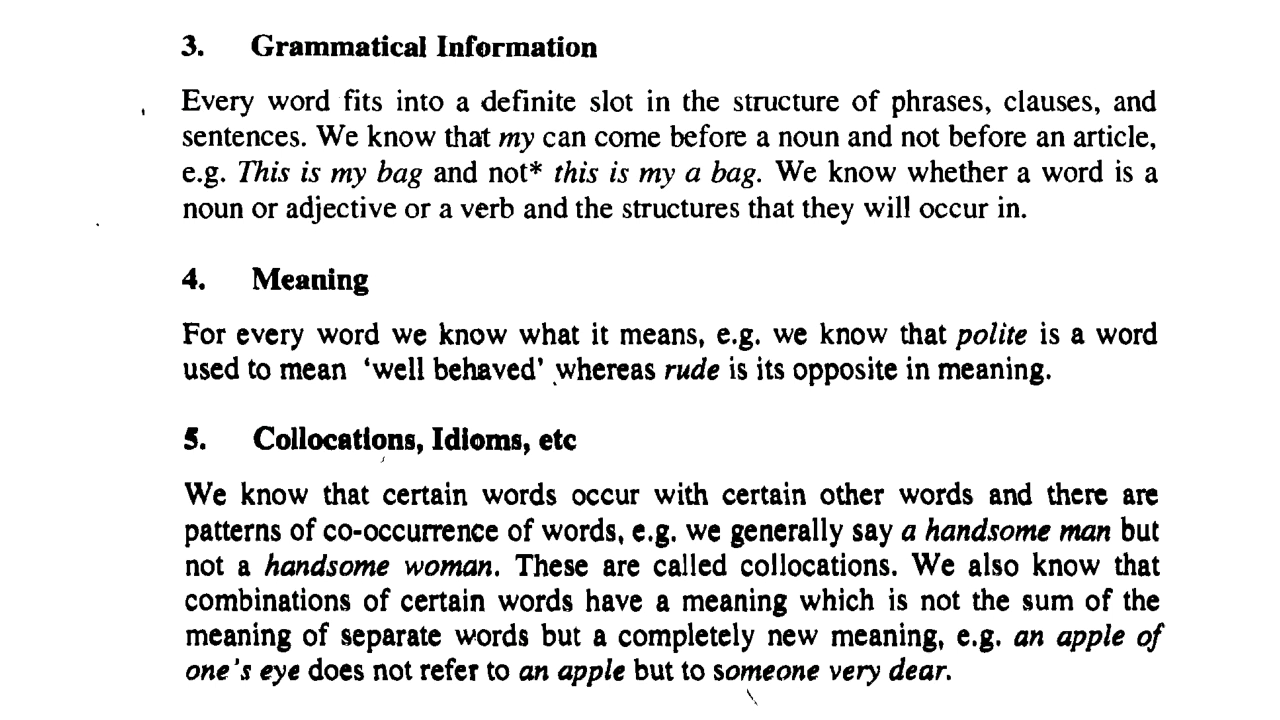 3. Grammatical Information
Every word fits into a definite slot in the structure of phrases, clauses, and
sentences. We know that my can come before a noun and not before an article,
e.g. This is my bag and not* this is my a bag. We know whether a word is a
noun or adjective or a verb and the structures that they will occur in.
4. Meaning
For every word we know what it means, e.g. we know that polite is a word
used to mean 'well behaved' whereas rude is its opposite in meaning.
5. Collocations, Idioms, etc
We know that certain words occur with certain other words and there are
patterns of co-occurrence of words, e.g. we generally say a handsome man but
not a handsome woman. These are called collocations. We also know that
combinations of certain words have a meaning which is not the sum of the
meaning of separate words but a completely new meaning, e.g. an apple of
one's eye does not refer to an apple but to someone very dear.